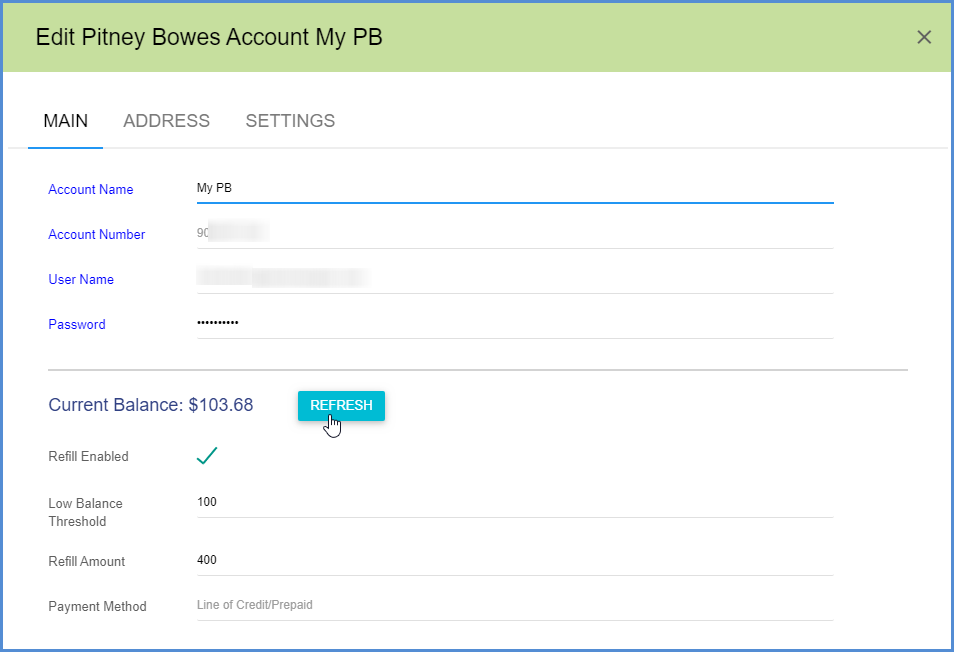 Edit Pitney Bowes Account My PB
MAIN ADDRESS SETTINGS
Account Name My PB
Account Number 90
User Name
Password ••••••••••
Current Balance: $103.68 REFRESH
Refill Enabled
Low Balance
Threshold 100
Refill Amount 400
Payment Method Line of Credit/Prepaid